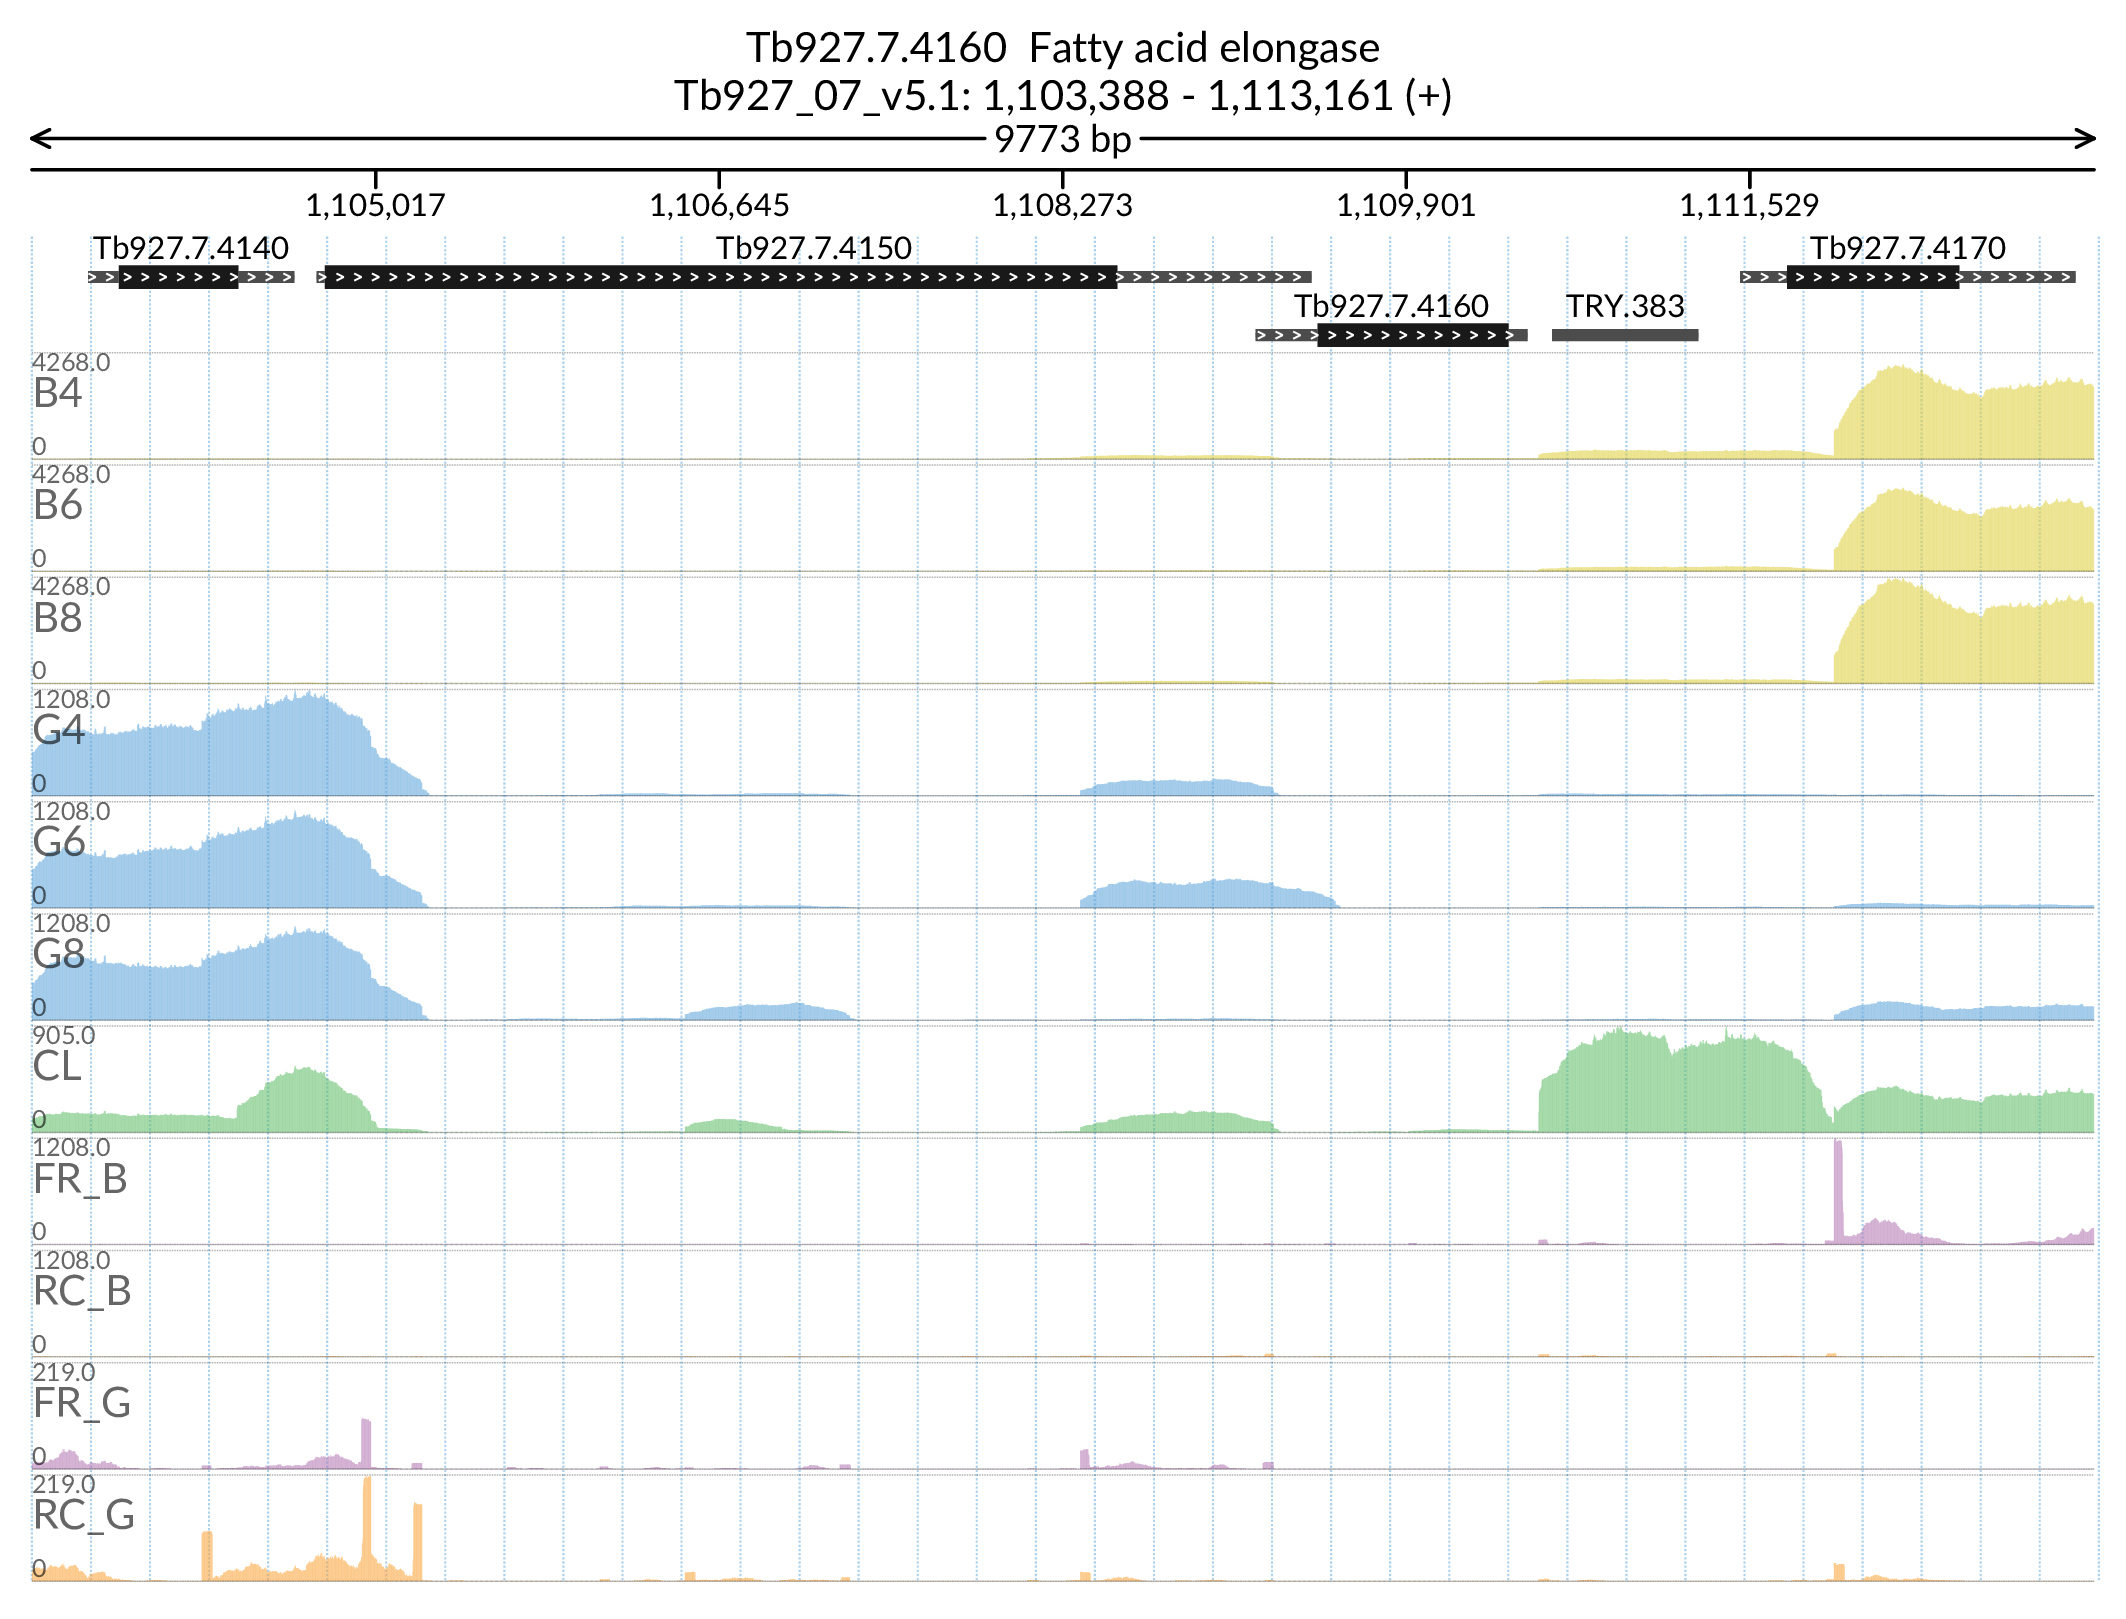 Tb927.7.4160  Fatty acid elongase
Tb927_07_v5.1: 1,103,388 - 1,113,161 (+)
9773 bp
1,105,017 1,106,645 1,108,273 1,109,901 1,111,529
Tb927.7.4140 Tb927.7.4150 Tb927.7.4170
Tb927.7.4160 TRY.383
4268.0
B4
0
4268.0
B6
0
4268.0
B8
0
1208.0
G4
0
1208.0
G6
0
1208.0
G8
0
905.0
CL
0
1208.0
FR_B
0
1208.0
RC_B
0
219.0
FR_G
0
219.0
RC_G
0